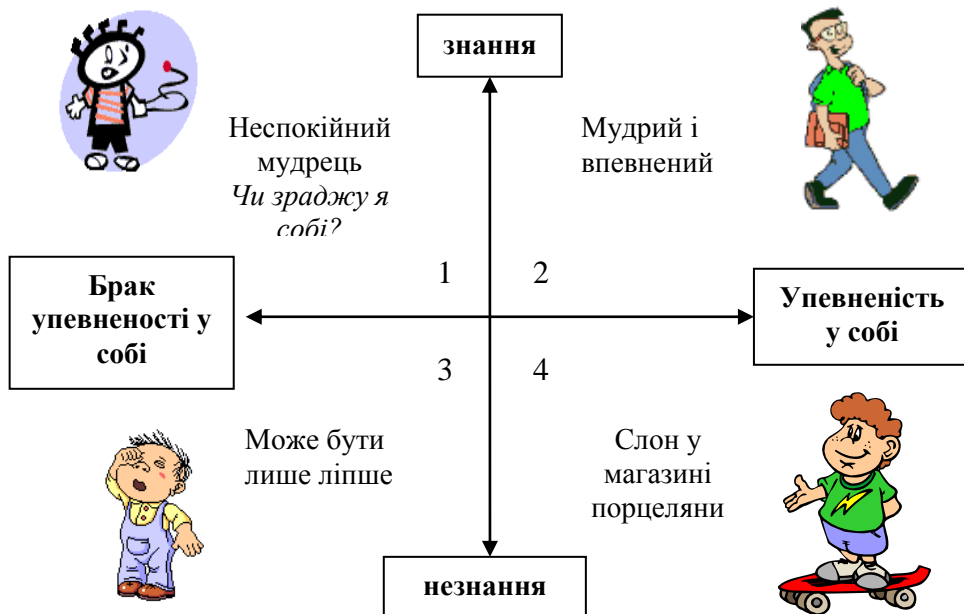 знання
Неспокійний
мудрець
Чи зраджу я
собі?
Мудрий і
впевнений
1
2
Брак
упевненості у
собі
Упевненість
у собі
3
4
Може бути
лише ліпше
Слон у
магазині
порцеляни
незнання